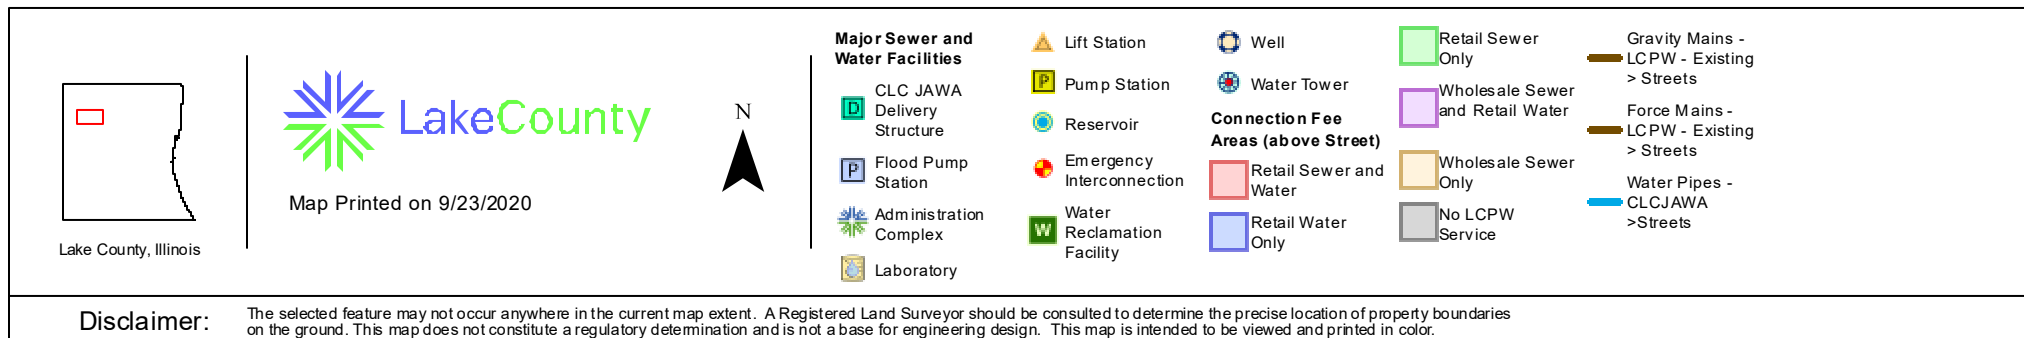 Lake County, Illinois
LakeCounty
Map Printed on 9/23/2020
N
Major Sewer and
Water Facilities
D
CLC JAWA
Delivery
Structure
P
Flood Pump
Station
Administration
Complex
Laboratory
Lift Station
P
Pump Station
Reservoir
Emergency
Interconnection
W
Water
Reclamation
Facility
Well
Water Tower
Connection Fee
Areas (above Street)
Retail Sewer and
Water
Retail Water
Only
Retail Sewer
Only
Wholesale Sewer
and Retail Water
Wholesale Sewer
Only
No LCPW
Service
Gravity Mains -
LCPW - Existing
> Streets
Force Mains -
LCPW - Existing
> Streets
Water Pipes -
CLCJAWA
>Streets
Disclaimer:
The selected feature may not occur anywhere in the current map extent. A Registered Land Surveyor should be consulted to determine the precise location of property boundaries
on the ground. This map does not constitute a regulatory determination and is not a base for engineering design. This map is intended to be viewed and printed in color.